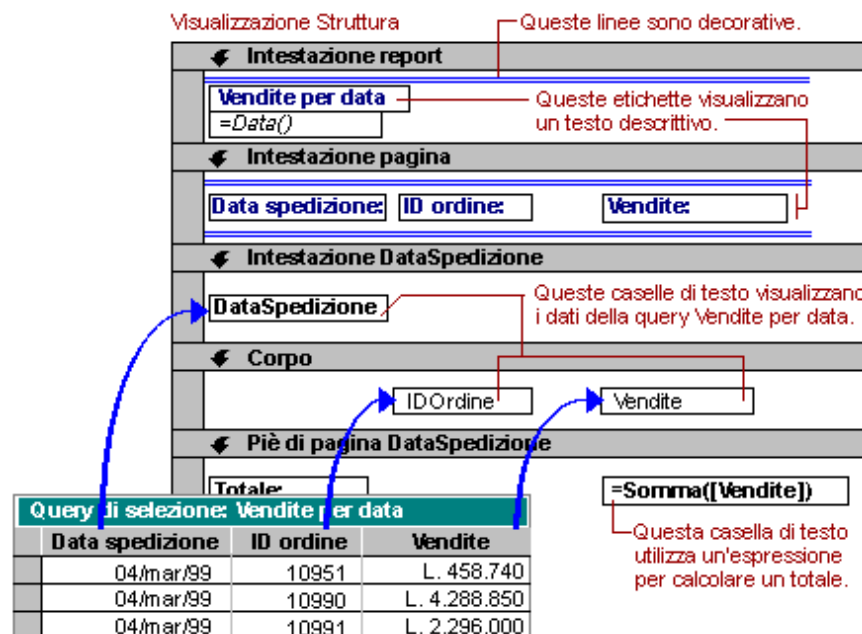 Visualizzazione Struttura
Queste linee sono decorative.
Intestazione report
Vendite per data
=Data()
Queste etichette visualizzano
un testo descrittivo.
Intestazione pagina
Data spedizione:
ID ordine:
Vendite:
Intestazione DataSpedizione
DataSpedizione
Queste caselle di testo visualizzano
i dati della query Vendite per data.
Corpo
IDOrdine
Vendite
Piè di pagina DataSpedizione
Totale:
=Somma([Vendite])
Questa casella di testo
utilizza un'espressione
per calcolare un totale.
Query di selezione: Vendite per data
Data spedizione ID ordine Vendite
04/mar/99 10951 L. 458.740
04/mar/99 10990 L. 4.288.850
04/mar/99 10991 L. 2.296.000